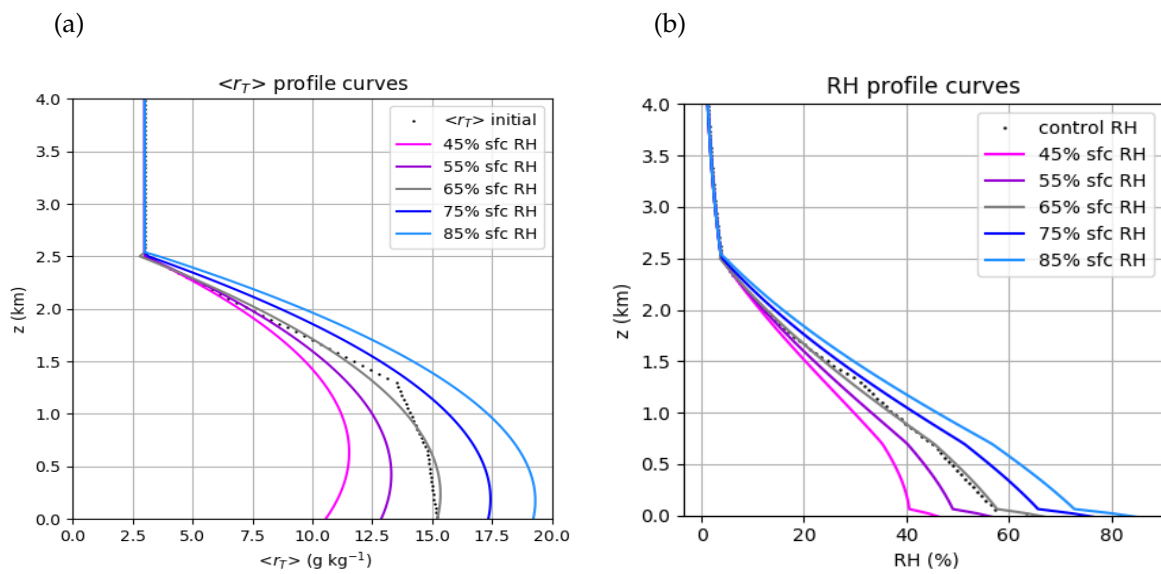 (a)
<r_T> profile curves
4.0
3.5
3.0
2.5
2.0
1.5
1.0
0.5
0.0
z (km)
<r_T> initial
45% sfc RH
55% sfc RH
65% sfc RH
75% sfc RH
85% sfc RH
0.0 2.5 5.0 7.5 10.0 12.5 15.0 17.5 20.0
<r_T> (g kg⁻¹)
(b)
RH profile curves
4.0
3.5
3.0
2.5
2.0
1.5
1.0
0.5
0.0
z (km)
control RH
45% sfc RH
55% sfc RH
65% sfc RH
75% sfc RH
85% sfc RH
0 20 40 60 80
RH (%)